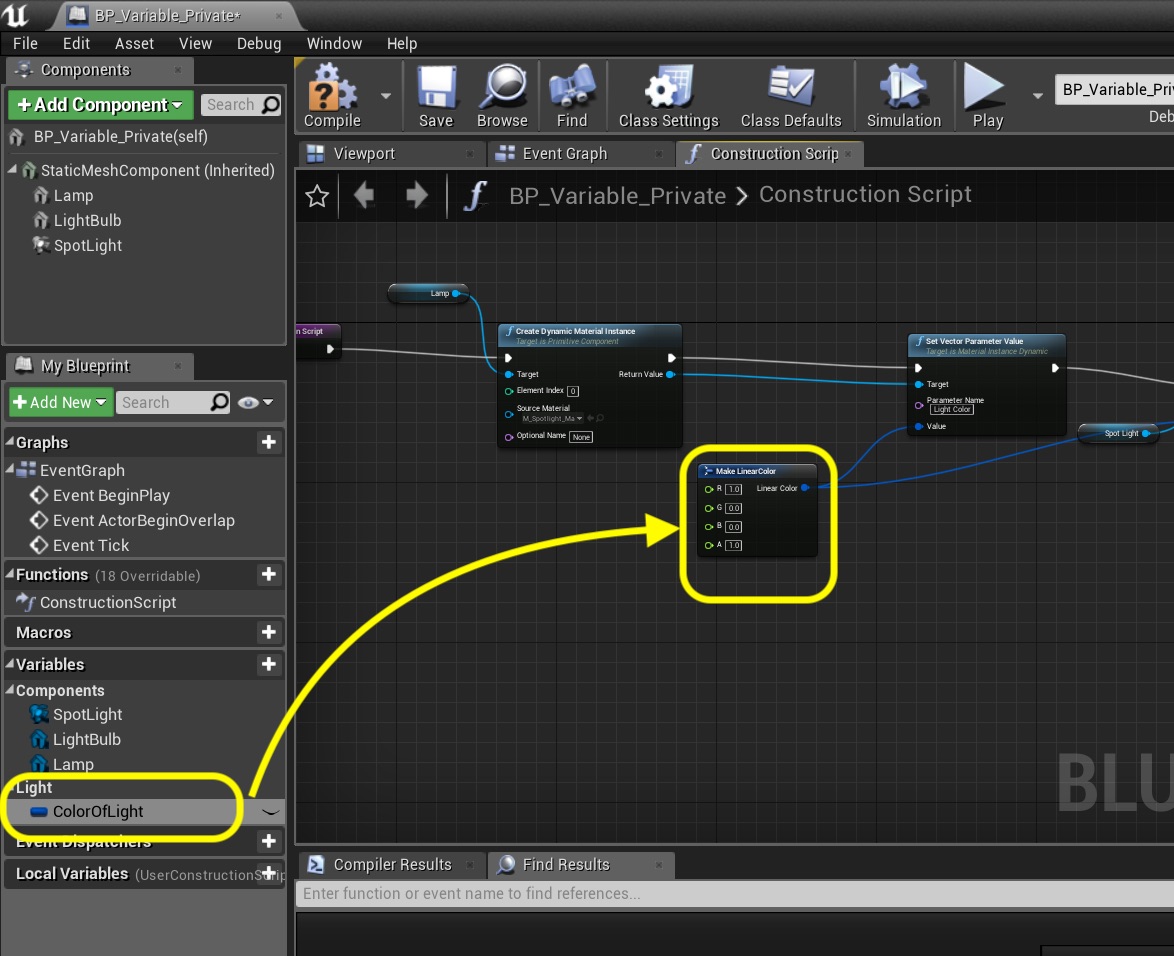 BP_Variable_Private*
File Edit Asset View Debug Window Help
Components
+Add Component Search
BP_Variable_Private(self)
StaticMeshComponent (Inherited)
Lamp
LightBulb
SpotLight
My Blueprint
+Add New Search
Graphs
EventGraph
Event BeginPlay
Event ActorBeginOverlap
Event Tick
Functions (18 Overridable)
ConstructionScript
Macros
Variables
Components
SpotLight
LightBulb
Lamp
Light
ColorOfLight
Event Dispatchers
Local Variables (UserConstructionScrip
Compile Save Browse Find Class Settings Class Defaults Simulation Play
BP_Variable_Pri
Deb
Viewport Event Graph Construction Scrip
f BP_Variable_Private > Construction Script
Lamp
n Script
Create Dynamic Material Instance
Target is Primitive Component
Target Return Value
Element Index 0
Source Material
M_Spotlight_Ma
Optional Name None
Set Vector Parameter Value
Target is Material Instance Dynamic
Target
Parameter Name
Light Color
Value
Spot Light
Make LinearColor
R 1.0 Linear Color
G 0.0
B 0.0
A 1.0
BLU
Compiler Results Find Results
Enter function or event name to find references...